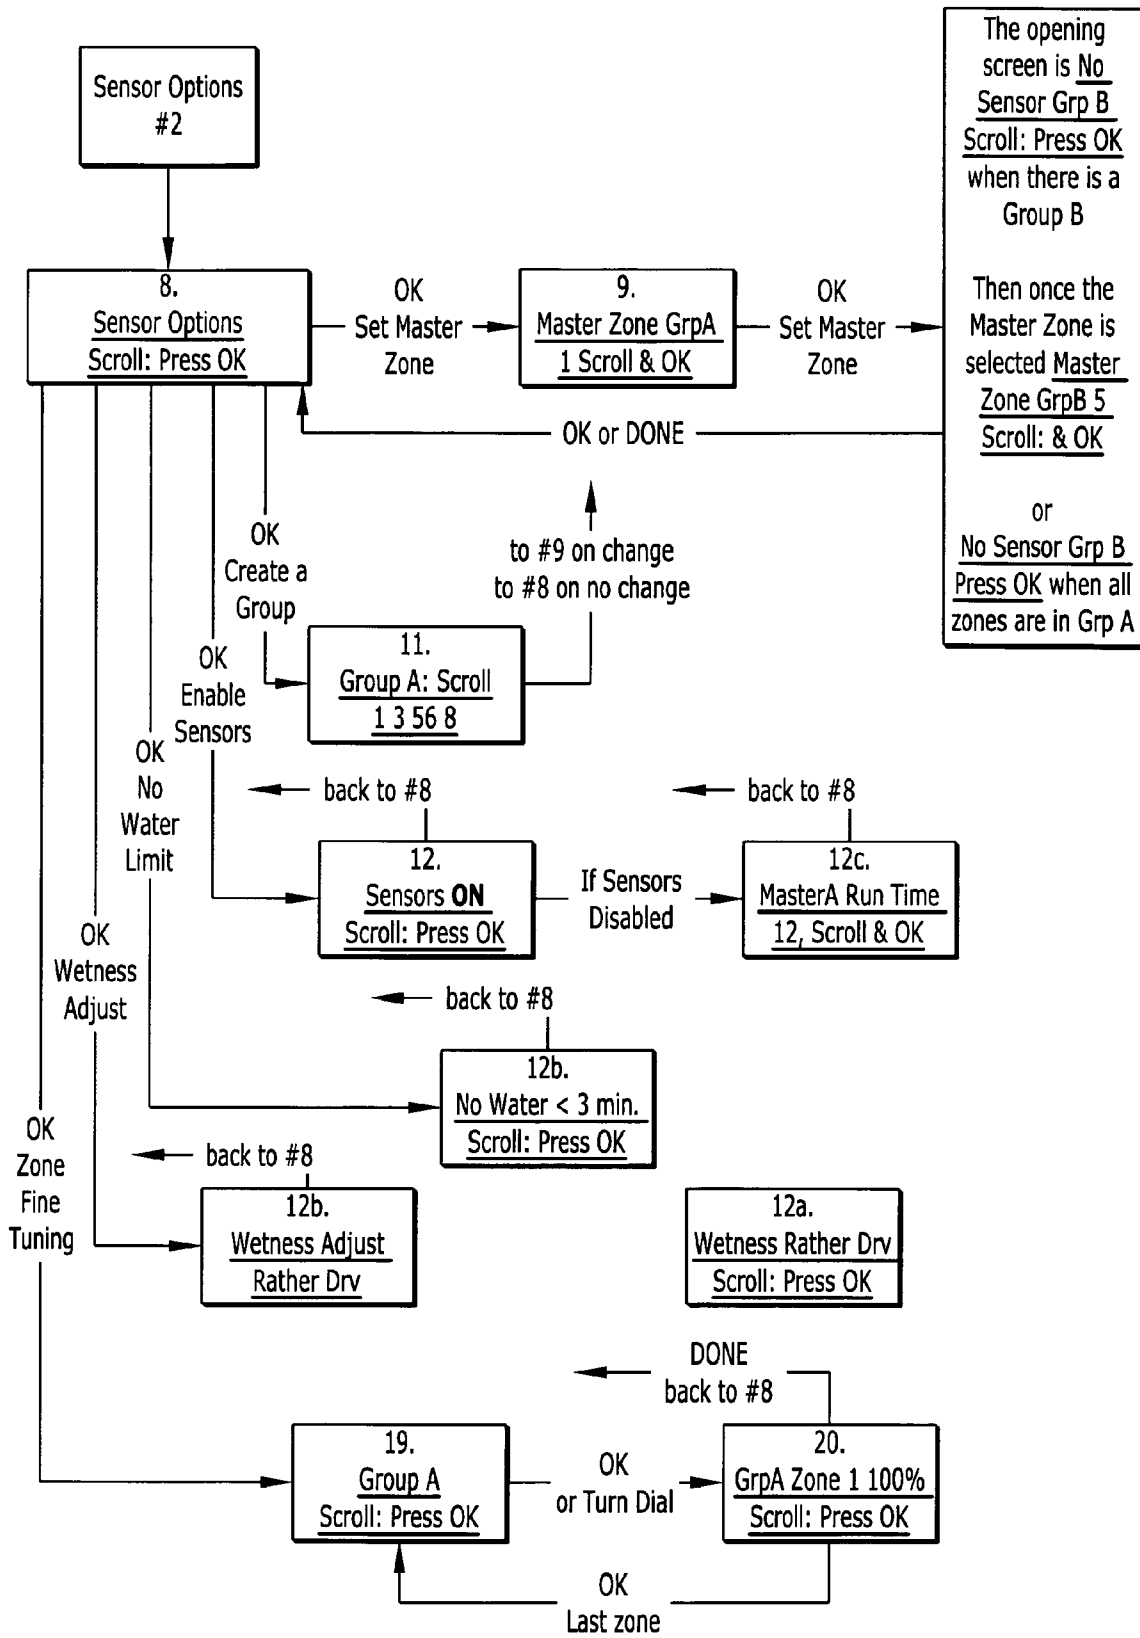 Sensor Options
#2
The opening
screen is No
Sensor Grp B
Scroll: Press OK
when there is a
Group B
Then once the
Master Zone is
selected Master
Zone GrpB 5
Scroll: & OK
or
No Sensor Grp B
Press OK when all
zones are in Grp A
8.
Sensor Options
Scroll: Press OK
OK
Set Master
Zone
9.
Master Zone GrpA
1 Scroll & OK
OK
Set Master
Zone
OK or DONE
to #9 on change
to #8 on no change
OK
Create a
Group
11.
Group A: Scroll
1 3 56 8
OK
Enable
Sensors
back to #8
12.
Sensors ON
Scroll: Press OK
If Sensors
Disabled
back to #8
12c.
MasterA Run Time
12, Scroll & OK
OK
No
Water
Limit
back to #8
12b.
No Water < 3 min.
Scroll: Press OK
OK
Wetness
Adjust
back to #8
12b.
Wetness Adjust
Rather Drv
12a.
Wetness Rather Drv
Scroll: Press OK
OK
Zone
Fine
Tuning
19.
Group A
Scroll: Press OK
OK
or Turn Dial
DONE
back to #8
20.
GrpA Zone 1 100%
Scroll: Press OK
OK
Last zone